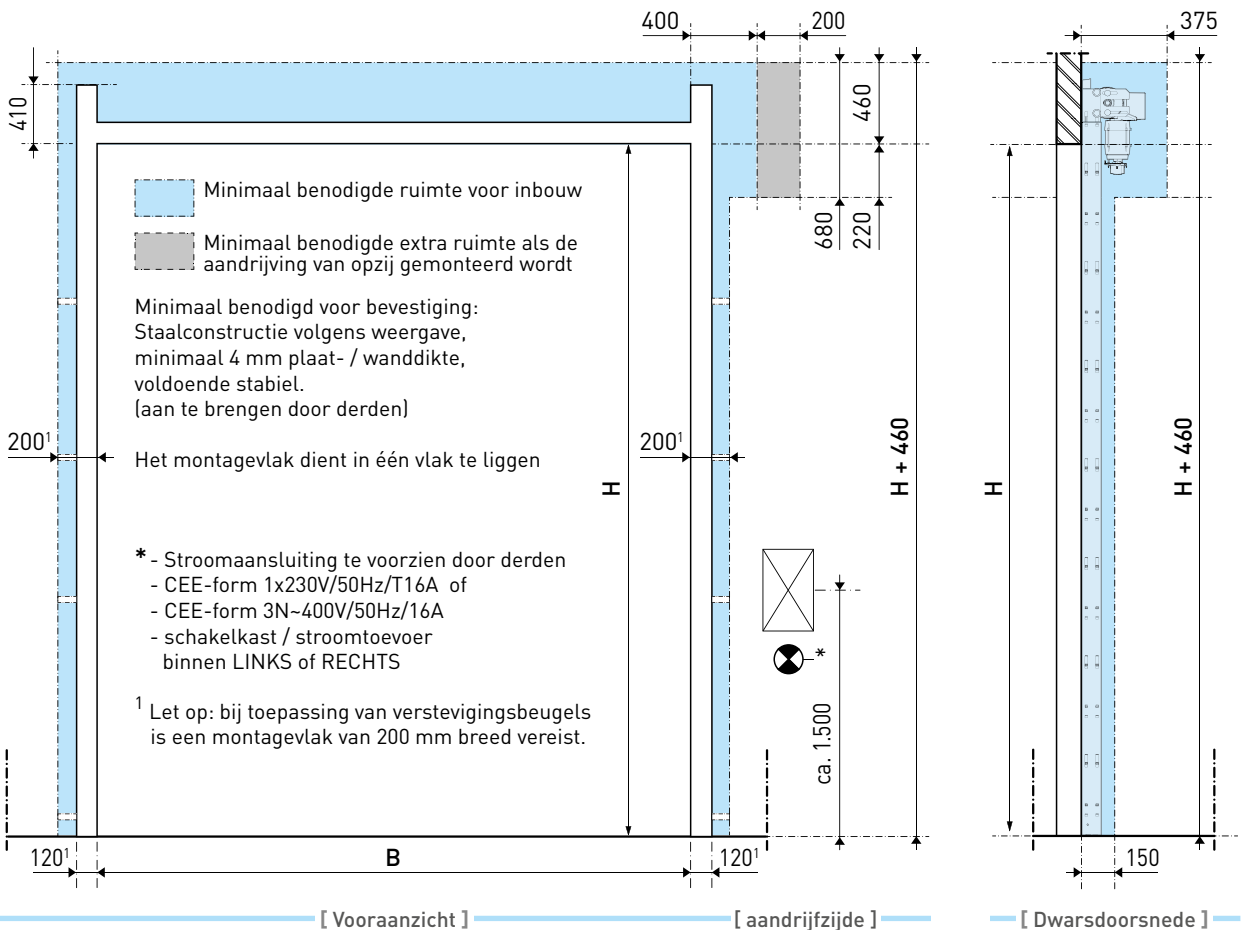 400
200
375
410
460
680
220
Minimaal benodigde ruimte voor inbouw
Minimaal benodigde extra ruimte als de
aandrijving van opzij gemonteerd wordt
Minimaal benodigd voor bevestiging:
Staalconstructie volgens weergave,
minimaal 4 mm plaat- / wanddikte,
voldoende stabiel.
(aan te brengen door derden)
200¹
Het montagevlak dient in één vlak te liggen
200¹
H
H + 460
H
H + 460
* - Stroomaansluiting te voorzien door derden
- CEE-form 1x230V/50Hz/T16A of
- CEE-form 3N~400V/50Hz/16A
- schakelkast / stroomtoevoer
binnen LINKS of RECHTS
*
¹ Let op: bij toepassing van verstevigingsbeugels
is een montagevlak van 200 mm breed vereist.
ca. 1.500
120¹
B
120¹
150
[ Vooraanzicht ]
[ aandrijfzijde ]
[ Dwarsdoorsnede ]